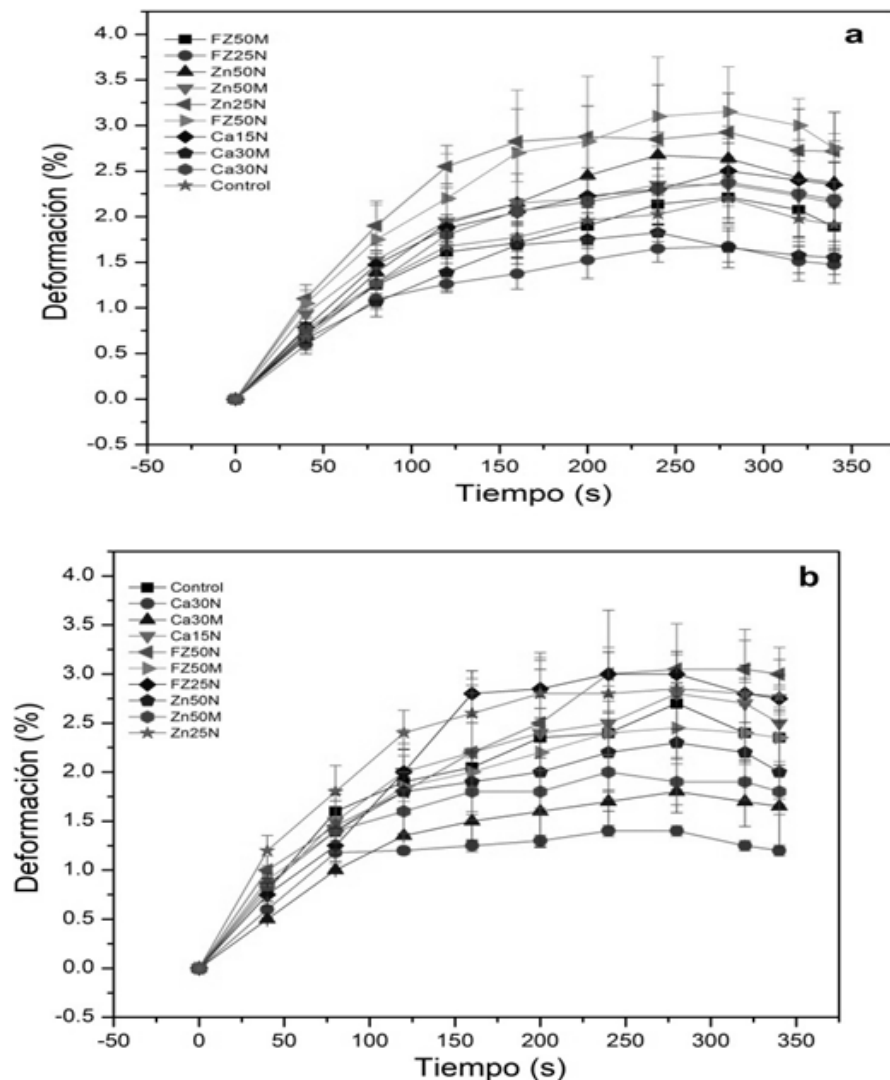 a
4.0
3.5
3.0
2.5
2.0
1.5
1.0
0.5
0.0
-0.5
Deformación (%)
FZ50M
FZ25N
Zn50N
Zn50M
Zn25N
FZ50N
Ca15N
Ca30M
Ca30N
Control
-50 0 50 100 150 200 250 300 350
Tiempo (s)
b
4.0
3.5
3.0
2.5
2.0
1.5
1.0
0.5
0.0
-0.5
Deformación (%)
Control
Ca30N
Ca30M
Ca15N
FZ50N
FZ50M
FZ25N
Zn50N
Zn50M
Zn25N
-50 0 50 100 150 200 250 300 350
Tiempo (s)